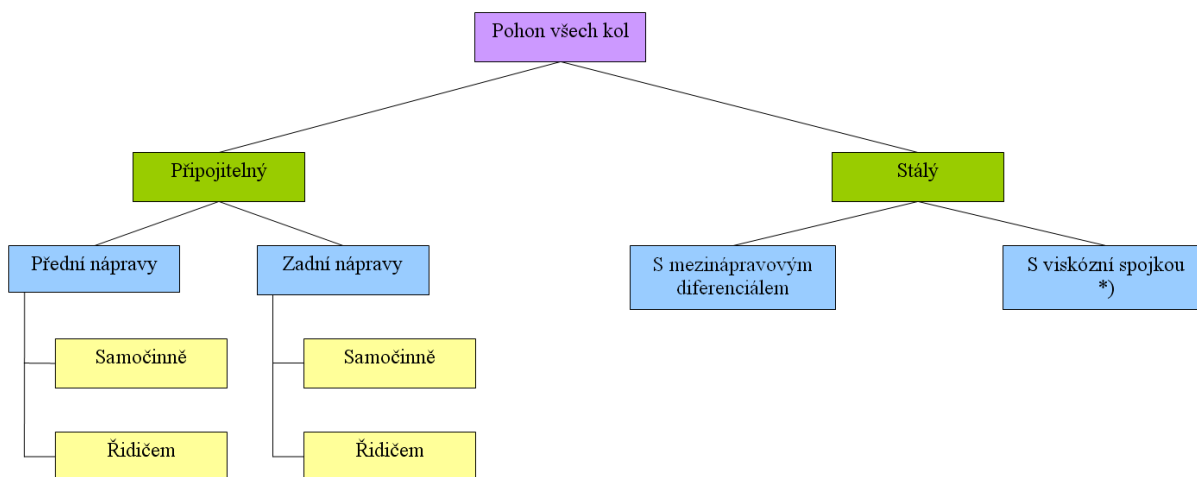 Pohon všech kol
Připojitelný
Stálý
Přední nápravy
Zadní nápravy
S mezinápravovým
diferenciálem
S viskózní spojkou
*)
Samočinně
Samočinně
Řidičem
Řidičem